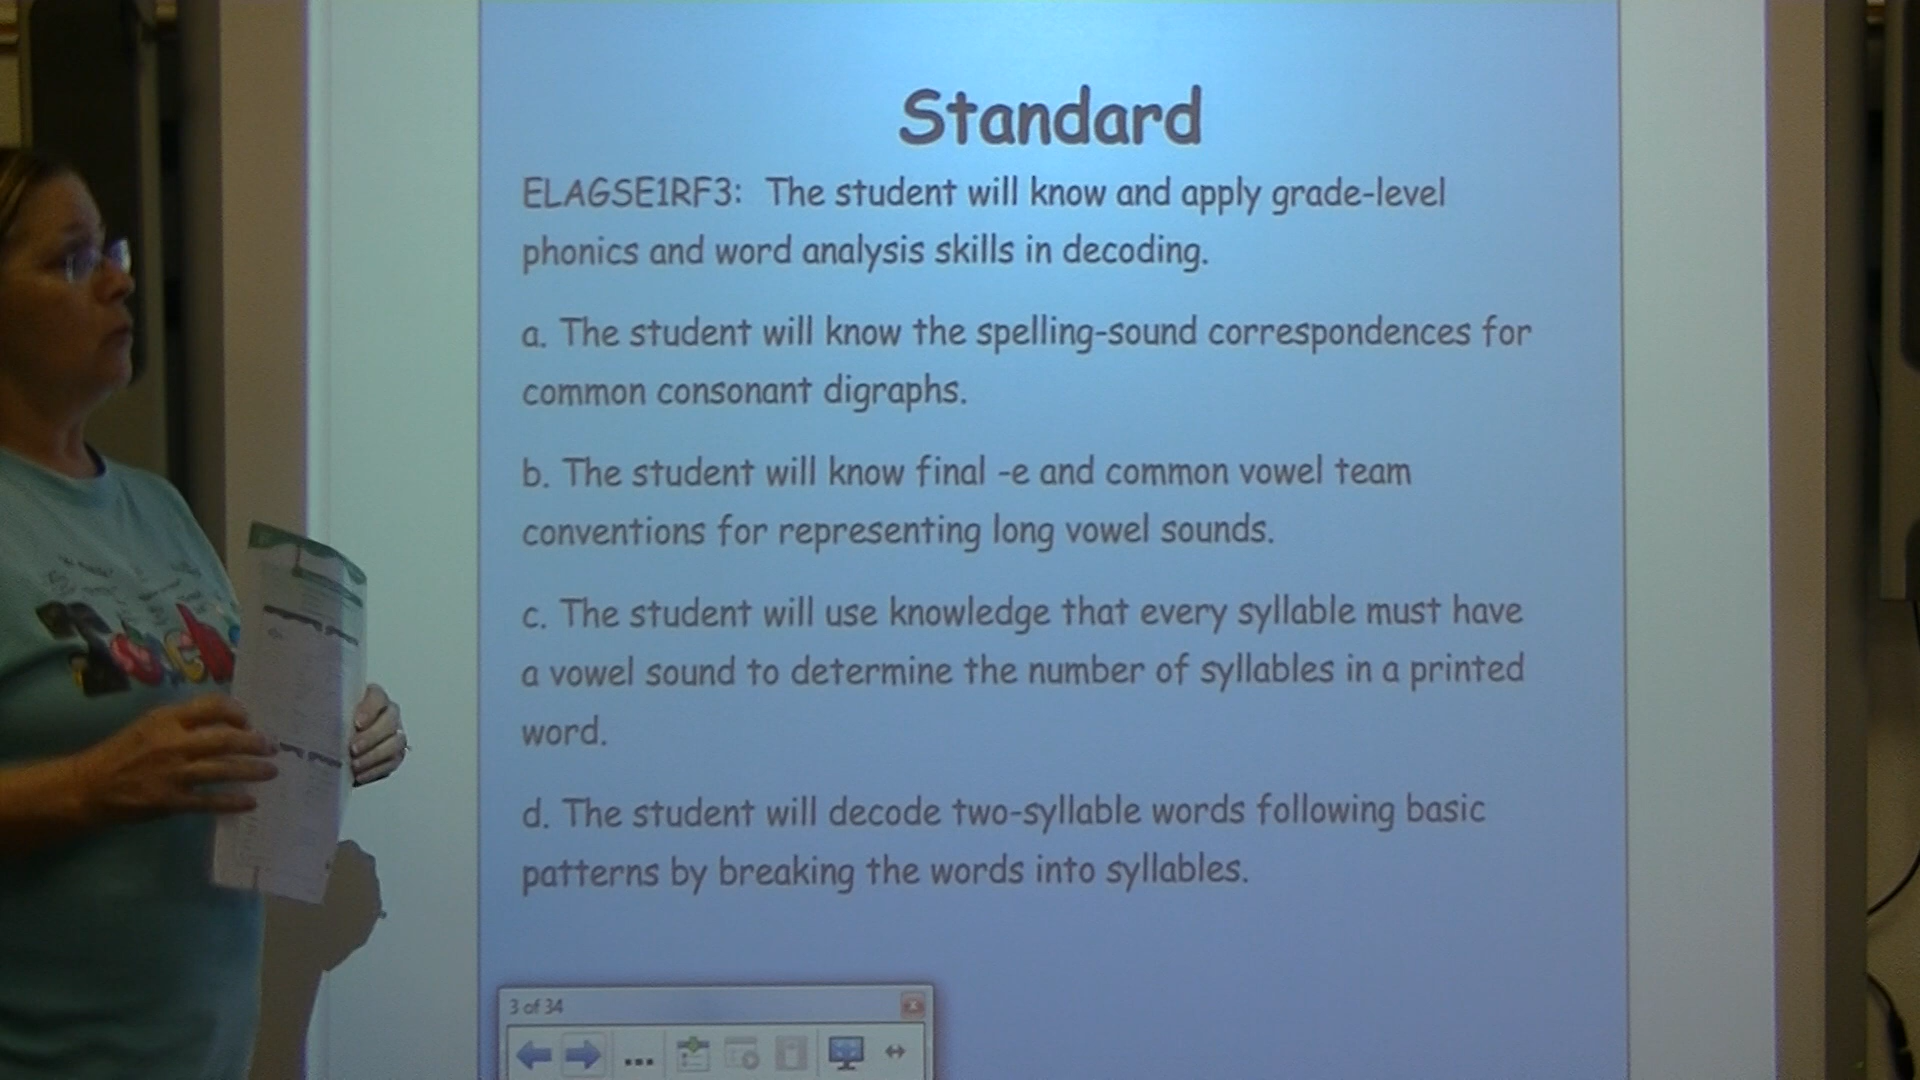 Standard
ELAGSE1RF3: The student will know and apply grade-level
phonics and word analysis skills in decoding.
a. The student will know the spelling-sound correspondences for
common consonant digraphs.
b. The student will know final -e and common vowel team
conventions for representing long vowel sounds.
c. The student will use knowledge that every syllable must have
a vowel sound to determine the number of syllables in a printed
word.
d. The student will decode two-syllable words following basic
patterns by breaking the words into syllables.
3 of 34